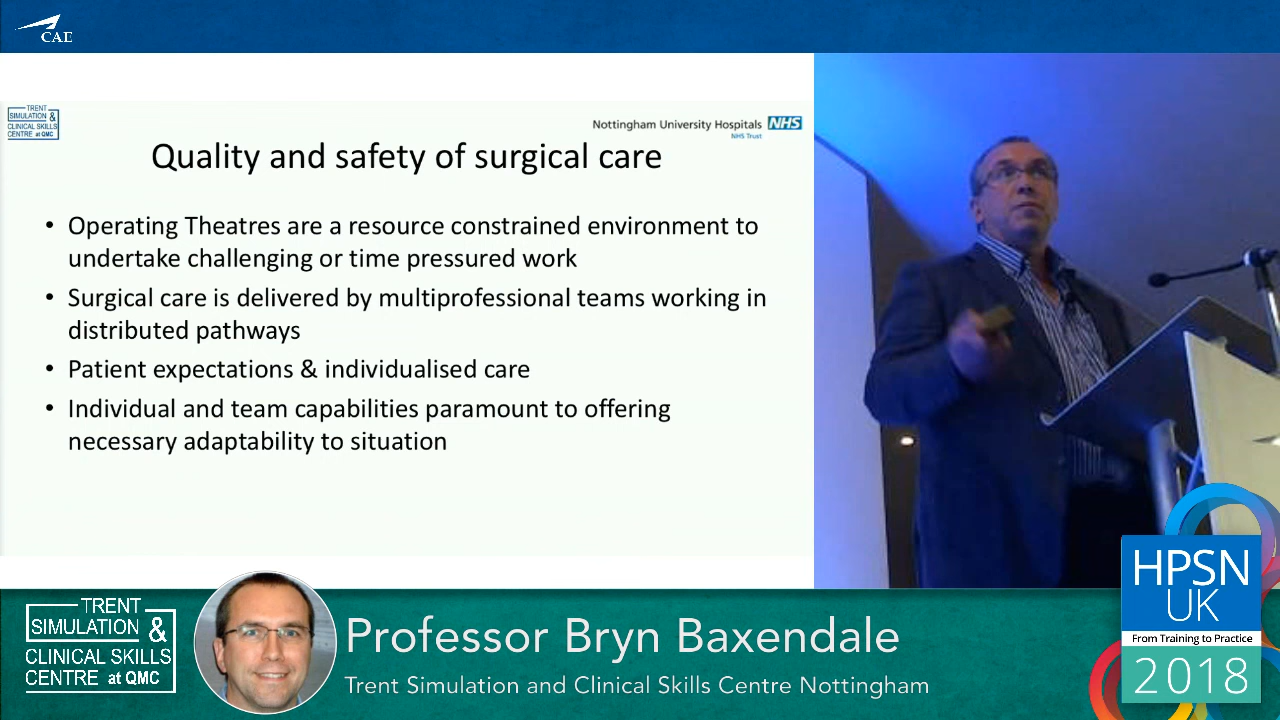 CAE
TRENT
SIMULATION &
CLINICAL SKILLS
CENTRE at QMC
Nottingham University Hospitals NHS
NHS Trust
Quality and safety of surgical care
• Operating Theatres are a resource constrained environment to
undertake challenging or time pressured work
• Surgical care is delivered by multiprofessional teams working in
distributed pathways
• Patient expectations & individualised care
• Individual and team capabilities paramount to offering
necessary adaptability to situation
TRENT
SIMULATION &
CLINICAL SKILLS
CENTRE at QMC
Professor Bryn Baxendale
Trent Simulation and Clinical Skills Centre Nottingham
HPSN
UK
From Training to Practice
2018